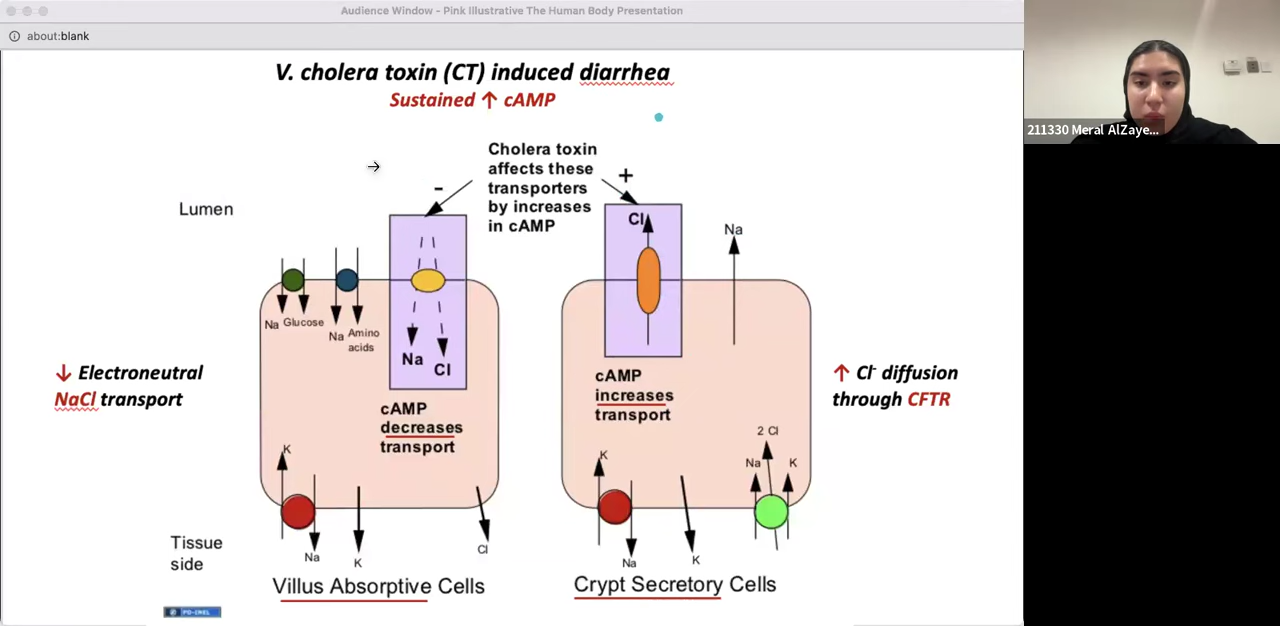 Audience Window - Pink Illustrative The Human Body Presentation
about:blank
V. cholera toxin (CT) induced diarrhea
Sustained ↑ cAMP
211330 Meral AlZaye...
Cholera toxin
affects these
transporters
by increases
in cAMP
-
+
Lumen
Cl
Na
Na Glucose
Na Amino
acids
Na
Cl
↓ Electroneutral
NaCl transport
cAMP
decreases
transport
cAMP
increases
transport
↑ Cl- diffusion
through CFTR
K
K
2 Cl
Na
K
Tissue
side
Na
K
Cl
Na
K
Villus Absorptive Cells
Crypt Secretory Cells